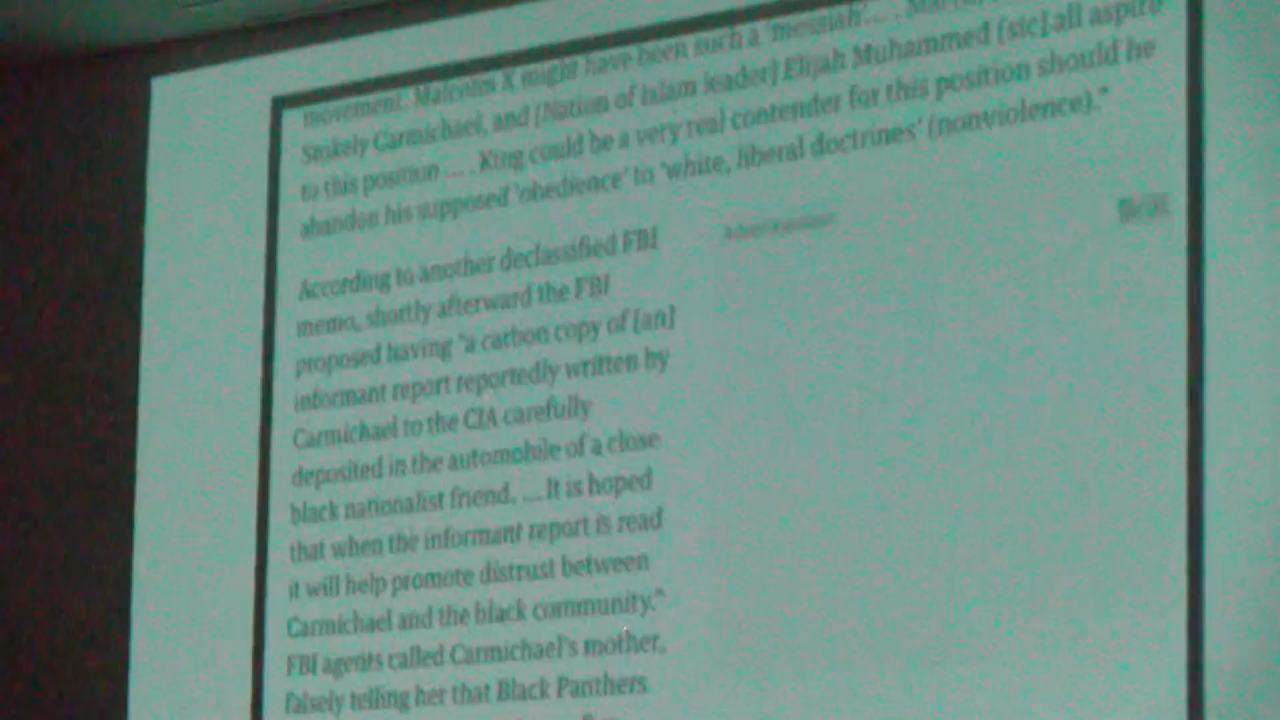 movement. Malcolm X might have been such a 'messiah'... .
Stokely Carmichael, and [Nation of Islam leader] Elijah Muhammed [sic] all aspire
to this position ... . King could be a very real contender for this position should he
abandon his supposed 'obedience' to 'white, liberal doctrines' (nonviolence)."
Advertisement
According to another declassified FBI
memo, shortly afterward the FBI
proposed having "a carbon copy of [an]
informant report reportedly written by
Carmichael to the CIA carefully
deposited in the automobile of a close
black nationalist friend. ... It is hoped
that when the informant report is read
it will help promote distrust between
Carmichael and the black community."
FBI agents called Carmichael's mother,
falsely telling her that Black Panthers